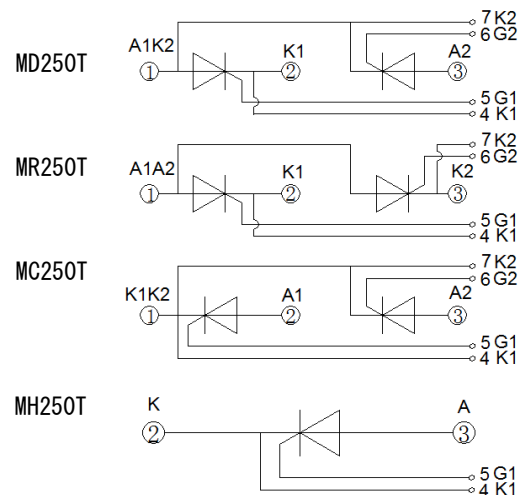 7 K2
6 G2
A1K2 K1 A2
MD250T
① ② ③
5 G1
4 K1
7 K2
6 G2
A1A2 K1 K2
MR250T
① ② ③
5 G1
4 K1
7 K2
6 G2
K1K2 A1 A2
MC250T
① ② ③
5 G1
4 K1
MH250T
K A
② ③
5 G1
4 K1